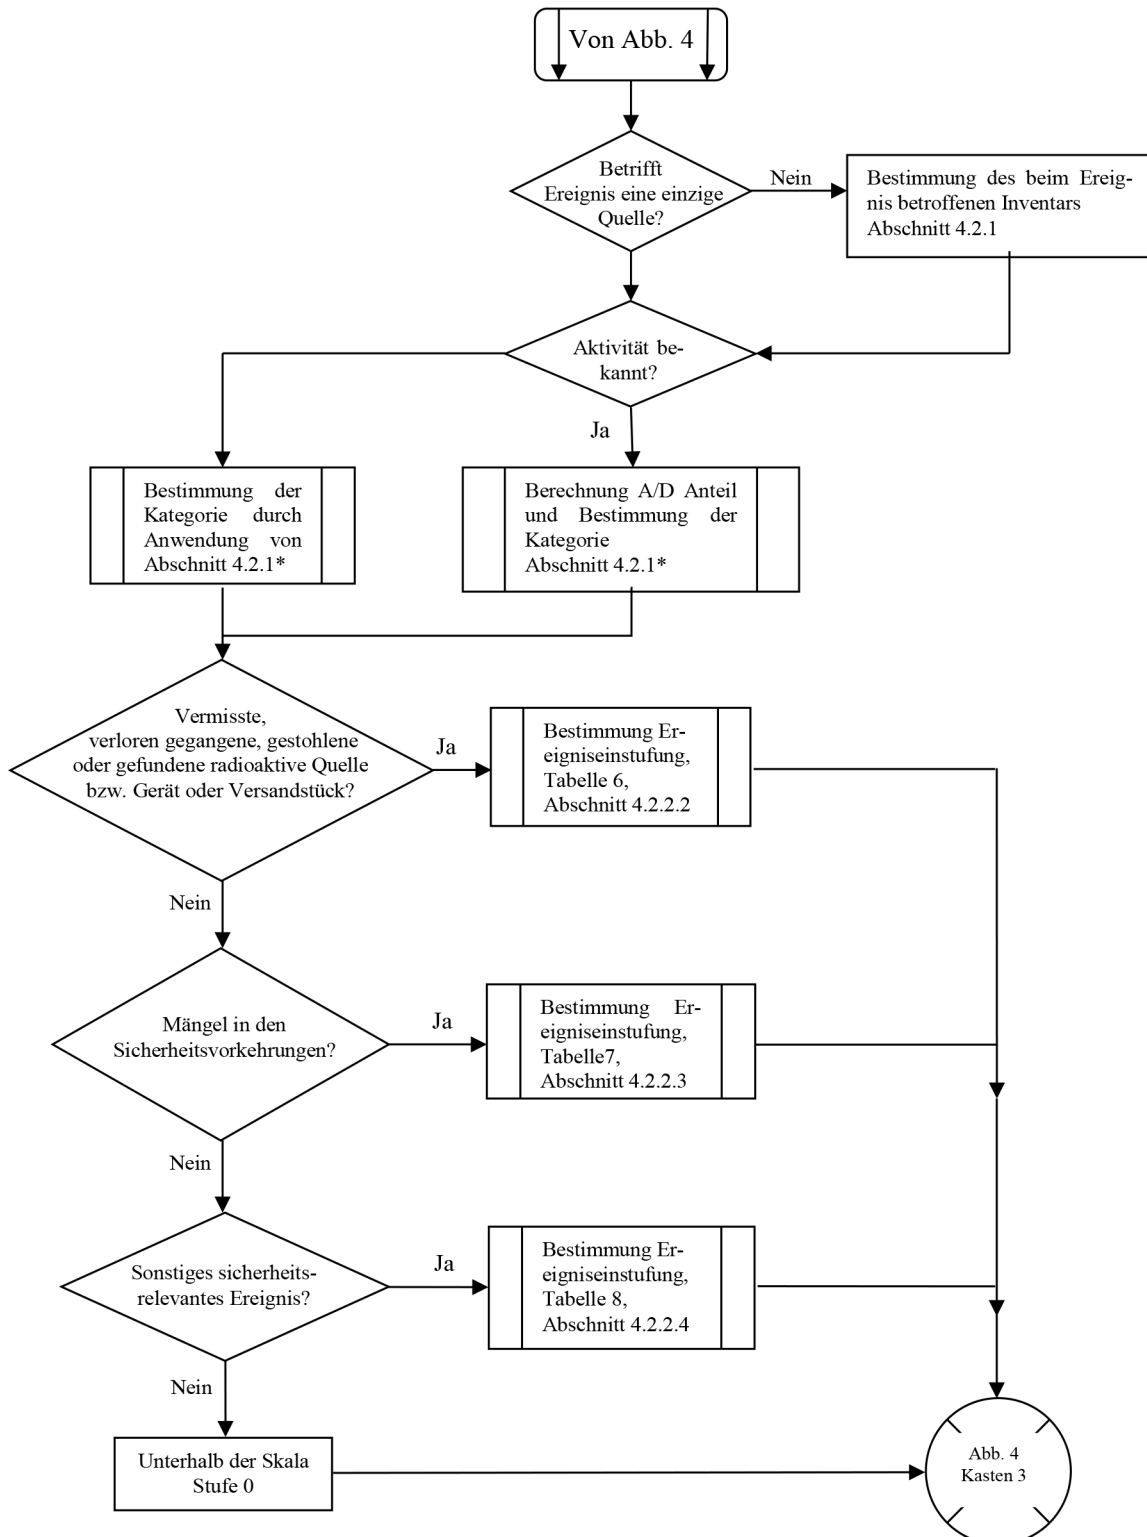 Von Abb. 4
Betrifft
Ereignis eine einzige
Quelle?
Nein
Bestimmung des beim Ereig-
nis betroffenen Inventars
Abschnitt 4.2.1
Aktivität be-
kannt?
Ja
Bestimmung der
Kategorie durch
Anwendung von
Abschnitt 4.2.1*
Berechnung A/D Anteil
und Bestimmung der
Kategorie
Abschnitt 4.2.1*
Vermisste,
verloren gegangene, gestohlene
oder gefundene radioaktive Quelle
bzw. Gerät oder Versandstück?
Ja
Bestimmung Er-
eigniseinstufung,
Tabelle 6,
Abschnitt 4.2.2.2
Nein
Mängel in den
Sicherheitsvorkehrungen?
Ja
Bestimmung Er-
eigniseinstufung,
Tabelle7,
Abschnitt 4.2.2.3
Nein
Sonstiges sicherheits-
relevantes Ereignis?
Ja
Bestimmung Er-
eigniseinstufung,
Tabelle 8,
Abschnitt 4.2.2.4
Nein
Unterhalb der Skala
Stufe 0
Abb. 4
Kasten 3